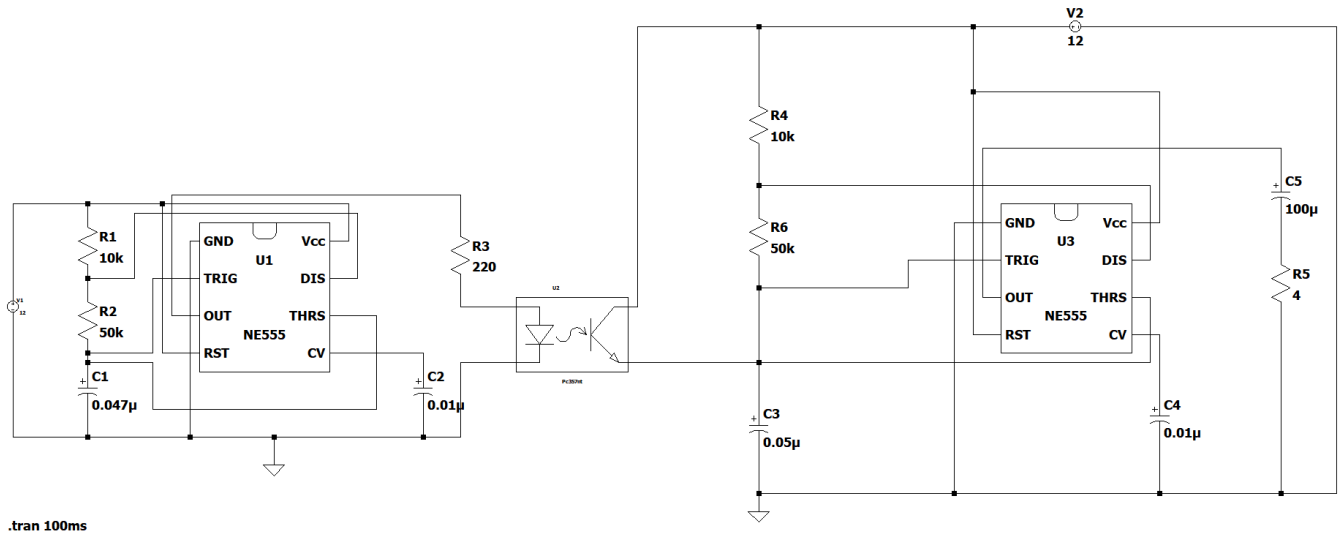 V2
12
R4
10k
C5
+
100µ
R6
50k
GND
Vcc
U3
TRIG
DIS
OUT
THRS
NE555
RST
CV
R5
4
R1
10k
GND
Vcc
U1
R3
220
TRIG
DIS
V1
12
R2
50k
OUT
THRS
NE555
RST
CV
U2
+
C1
0.047µ
+
C2
0.01µ
+
C3
0.05µ
+
C4
0.01µ
.tran 100ms